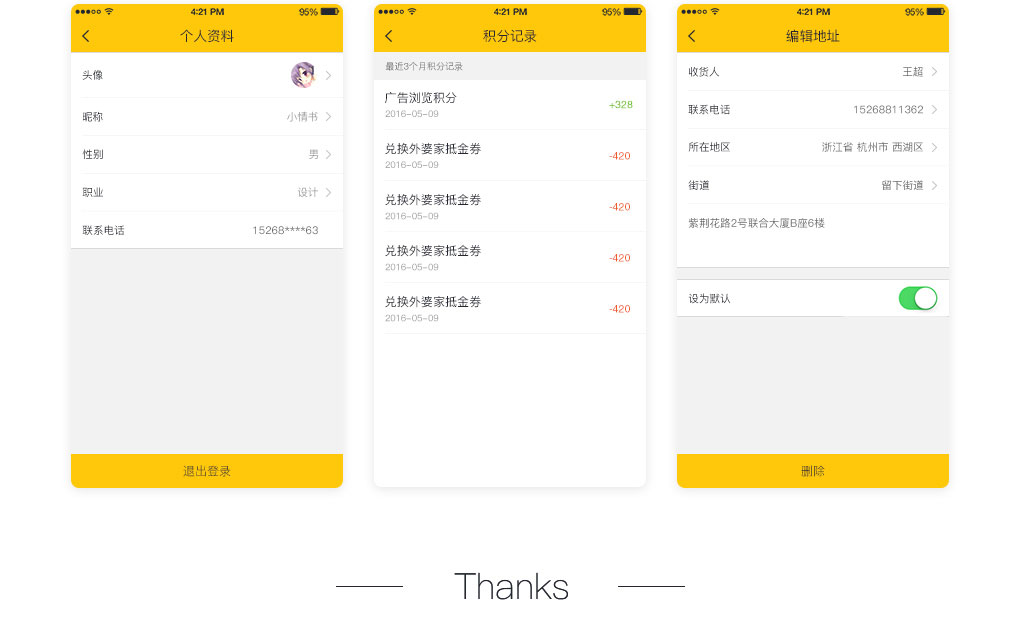 4:21 PM 95%
个人资料
头像
昵称 小情书
性别 男
职业 设计
联系电话 15268****63
退出登录
4:21 PM 95%
积分记录
最近3个月积分记录
广告浏览积分
2016-05-09
+328
兑换外婆家抵金券
2016-05-09
-420
兑换外婆家抵金券
2016-05-09
-420
兑换外婆家抵金券
2016-05-09
-420
兑换外婆家抵金券
2016-05-09
-420
4:21 PM 95%
编辑地址
收货人 王超
联系电话 15268811362
所在地区 浙江省 杭州市 西湖区
街道 留下街道
紫荆花路2号联合大厦B座6楼
设为默认
删除
Thanks